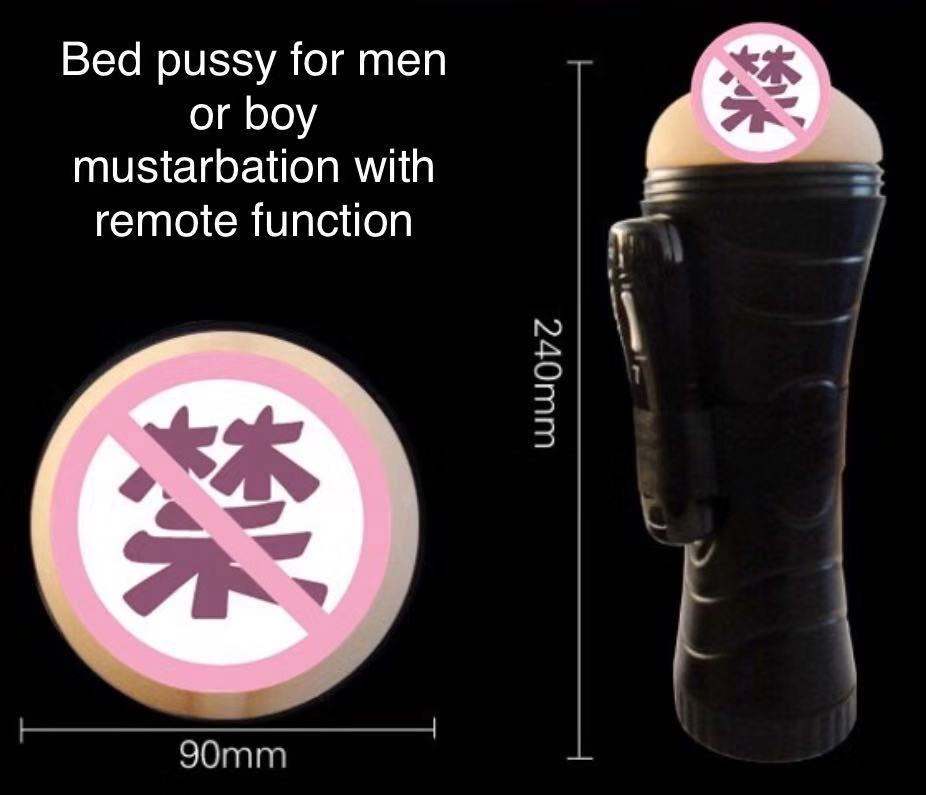 Bed pussy for men
or boy
mustarbation with
remote function
禁
240mm
禁
90mm